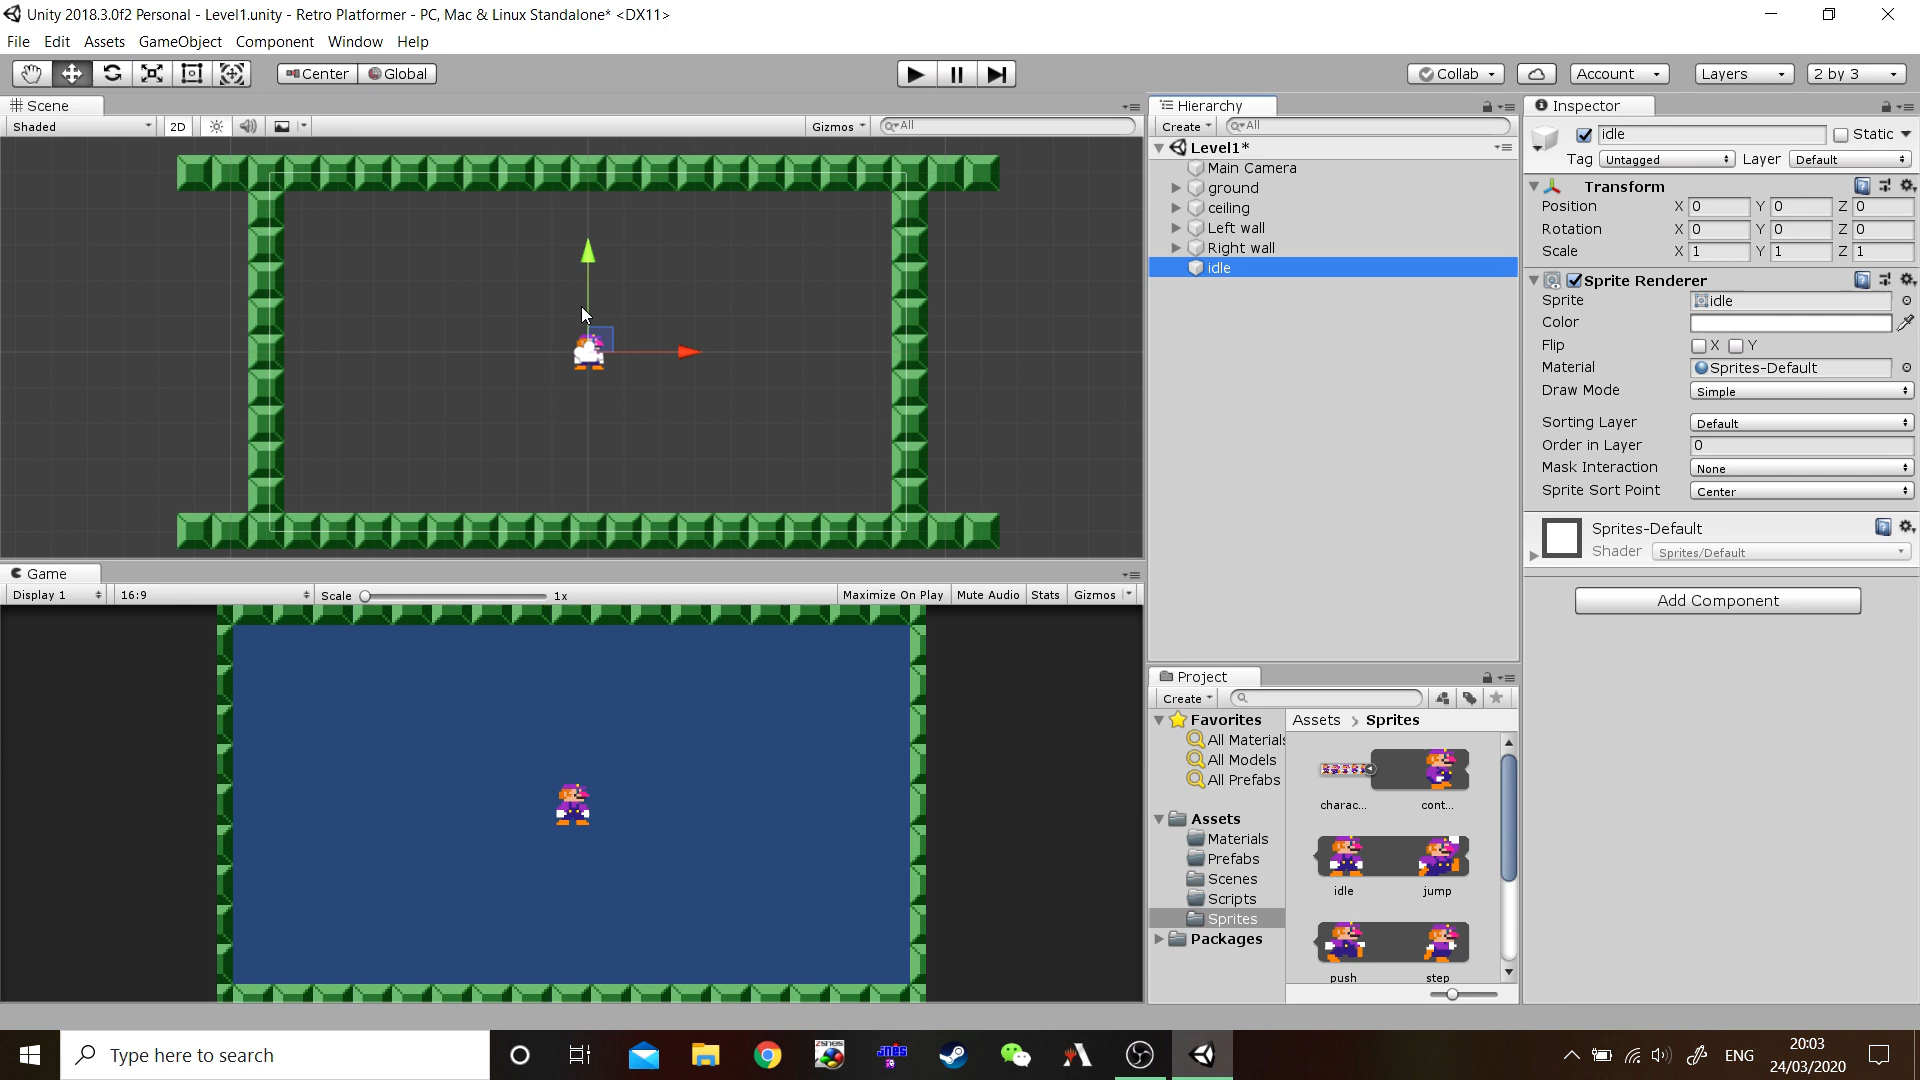 Unity 2018.3.0f2 Personal - Level1.unity - Retro Platformer - PC, Mac & Linux Standalone* <DX11>
File Edit Assets GameObject Component Window Help
Center Global
Collab Account Layers 2 by 3
Scene
Shaded 2D Gizmos All
Game
Display 1 16:9 Scale 1x Maximize On Play Mute Audio Stats Gizmos
Hierarchy
Create All
Level1*
Main Camera
ground
ceiling
Left wall
Right wall
idle
Project
Create
Favorites
All Materials
All Models
All Prefabs
Assets
Materials
Prefabs
Scenes
Scripts
Sprites
Packages
Assets > Sprites
charac... cont...
idle jump
push step
Inspector
idle Static
Tag Untagged Layer Default
Transform
Position X 0 Y 0 Z 0
Rotation X 0 Y 0 Z 0
Scale X 1 Y 1 Z 1
Sprite Renderer
Sprite idle
Color
Flip X Y
Material Sprites-Default
Draw Mode Simple
Sorting Layer Default
Order in Layer 0
Mask Interaction None
Sprite Sort Point Center
Sprites-Default
Shader Sprites/Default
Add Component
Type here to search
ZSNES
jnes
ENG
20:03
24/03/2020